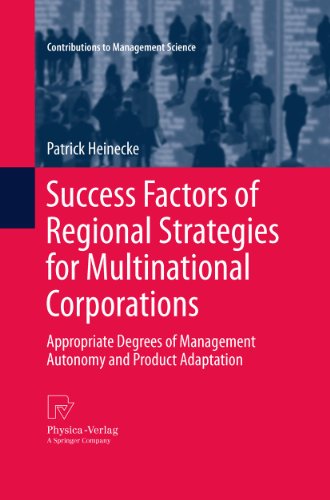 Contributions to Management Science
Patrick Heinecke
Success Factors of
Regional Strategies
for Multinational
Corporations
Appropriate Degrees of Management
Autonomy and Product Adaptation
Physica-Verlag
A Springer Company